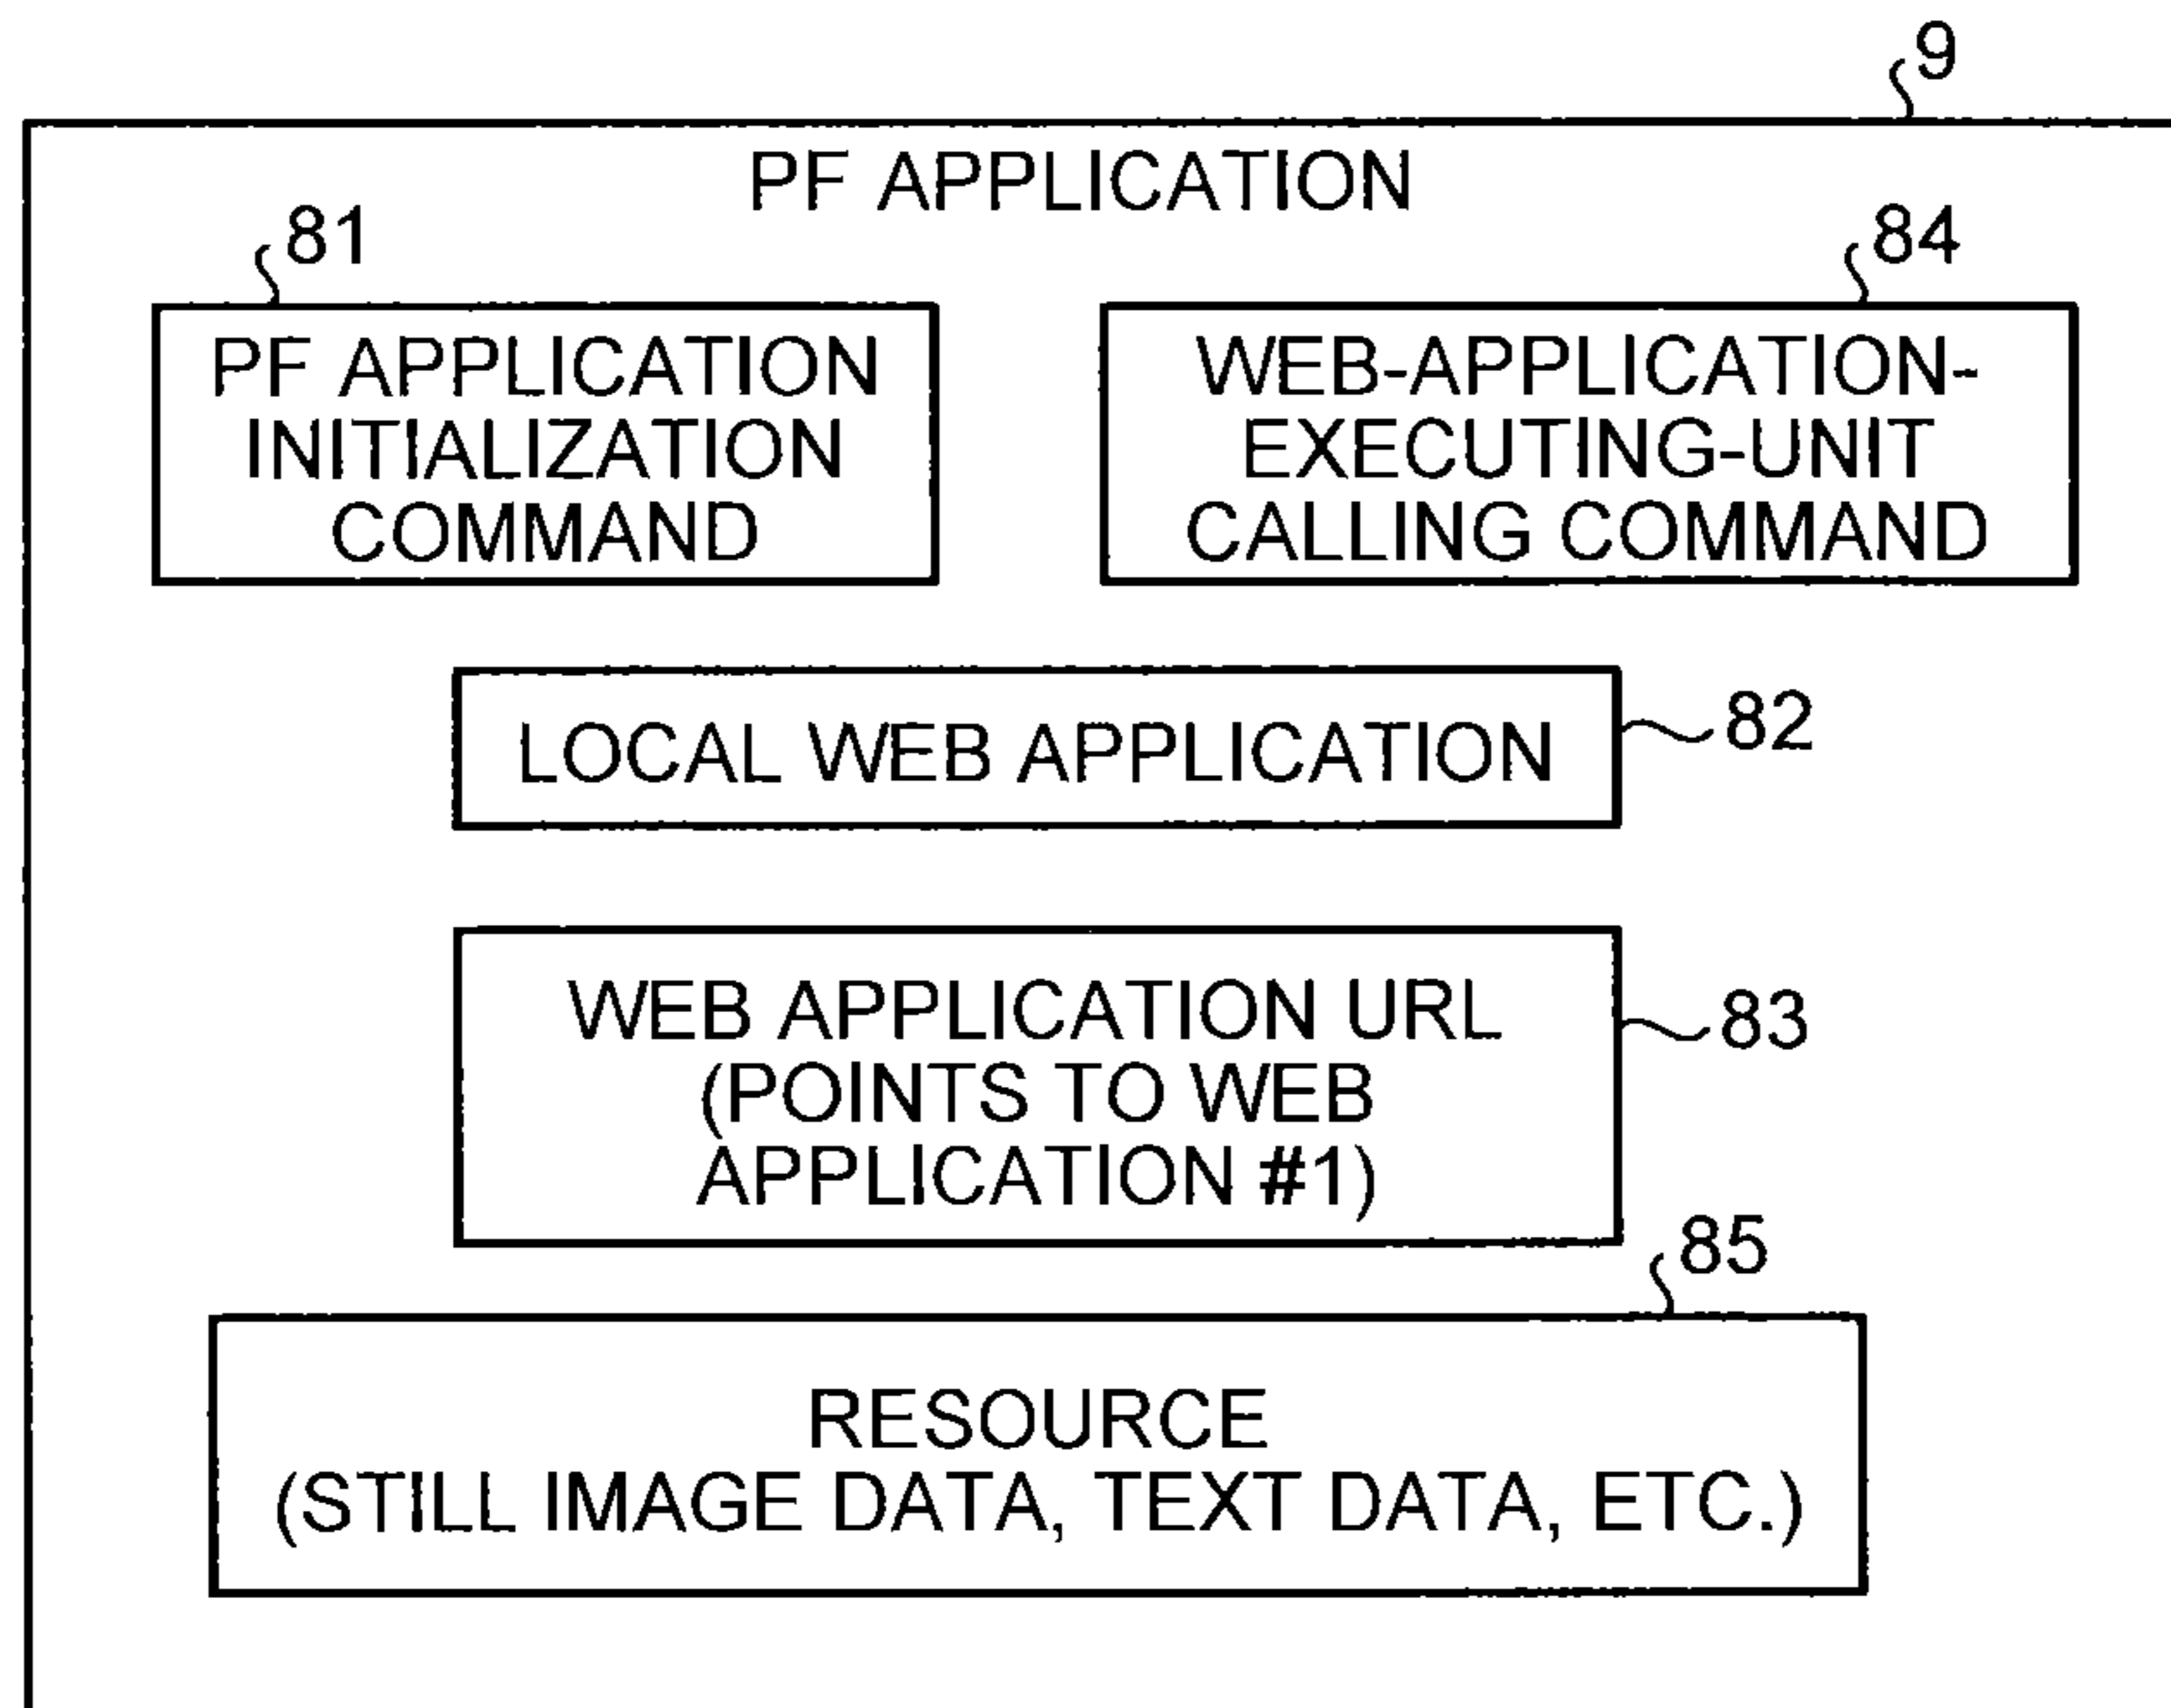 9
PF APPLICATION
81
84
PF APPLICATION
INITIALIZATION
COMMAND
WEB-APPLICATION-
EXECUTING-UNIT
CALLING COMMAND
LOCAL WEB APPLICATION
82
WEB APPLICATION URL
(POINTS TO WEB
APPLICATION #1)
83
85
RESOURCE
(STILL IMAGE DATA, TEXT DATA, ETC.)